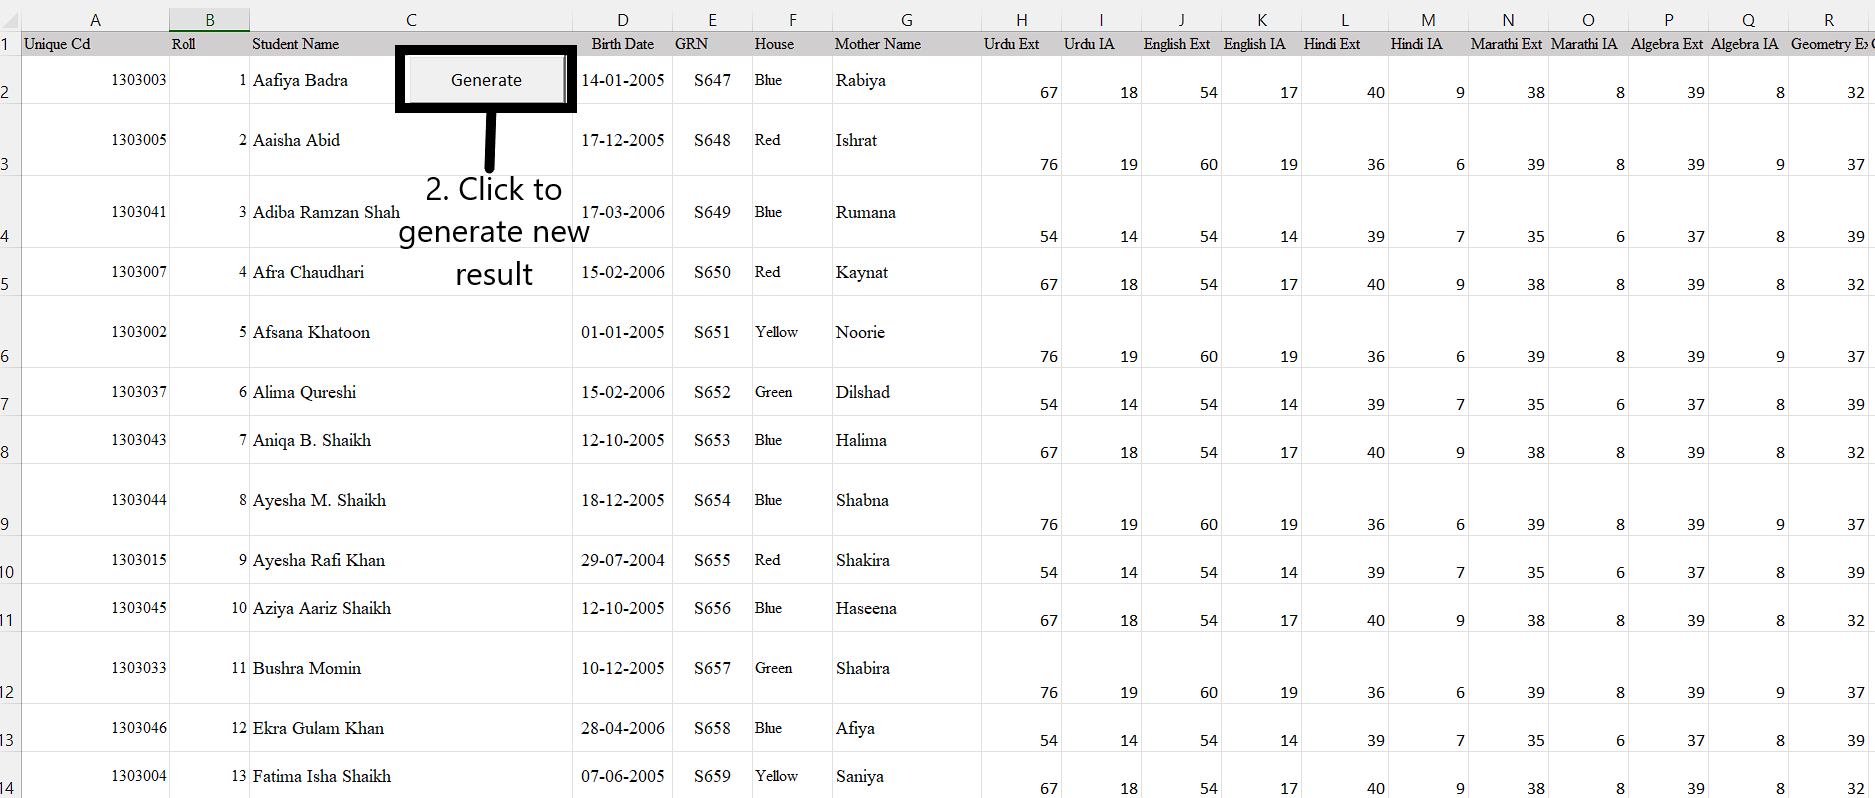 A B C D E F G H I J K L M N O P Q R
1 Unique Cd Roll Student Name Birth Date GRN House Mother Name Urdu Ext Urdu IA English Ext English IA Hindi Ext Hindi IA Marathi Ext Marathi IA Algebra Ext Algebra IA Geometry Ex
2 1303003 1 Aafiya Badra Generate 14-01-2005 S647 Blue Rabiya 67 18 54 17 40 9 38 8 39 8 32
3 1303005 2 Aaisha Abid 17-12-2005 S648 Red Ishrat 76 19 60 19 36 6 39 8 39 9 37
2. Click to
generate new
result
4 1303041 3 Adiba Ramzan Shah 17-03-2006 S649 Blue Rumana 54 14 54 14 39 7 35 6 37 8 39
5 1303007 4 Afra Chaudhari 15-02-2006 S650 Red Kaynat 67 18 54 17 40 9 38 8 39 8 32
6 1303002 5 Afsana Khatoon 01-01-2005 S651 Yellow Noorie 76 19 60 19 36 6 39 8 39 9 37
7 1303037 6 Alima Qureshi 15-02-2006 S652 Green Dilshad 54 14 54 14 39 7 35 6 37 8 39
8 1303043 7 Aniqa B. Shaikh 12-10-2005 S653 Blue Halima 67 18 54 17 40 9 38 8 39 8 32
9 1303044 8 Ayesha M. Shaikh 18-12-2005 S654 Blue Shabna 76 19 60 19 36 6 39 8 39 9 37
10 1303015 9 Ayesha Rafi Khan 29-07-2004 S655 Red Shakira 54 14 54 14 39 7 35 6 37 8 39
11 1303045 10 Aziya Aariz Shaikh 12-10-2005 S656 Blue Haseena 67 18 54 17 40 9 38 8 39 8 32
12 1303033 11 Bushra Momin 10-12-2005 S657 Green Shabira 76 19 60 19 36 6 39 8 39 9 37
13 1303046 12 Ekra Gulam Khan 28-04-2006 S658 Blue Afiya 54 14 54 14 39 7 35 6 37 8 39
14 1303004 13 Fatima Isha Shaikh 07-06-2005 S659 Yellow Saniya 67 18 54 17 40 9 38 8 39 8 32